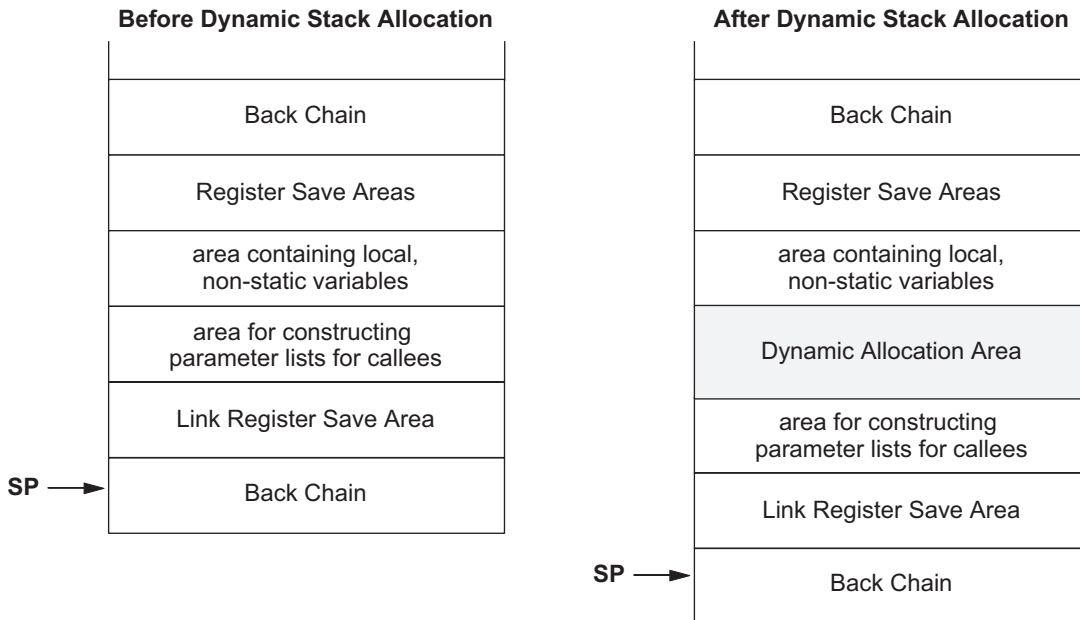 Before Dynamic Stack Allocation
Back Chain
Register Save Areas
area containing local,
non-static variables
area for constructing
parameter lists for callees
Link Register Save Area
SP
Back Chain
After Dynamic Stack Allocation
Back Chain
Register Save Areas
area containing local,
non-static variables
Dynamic Allocation Area
area for constructing
parameter lists for callees
Link Register Save Area
SP
Back Chain